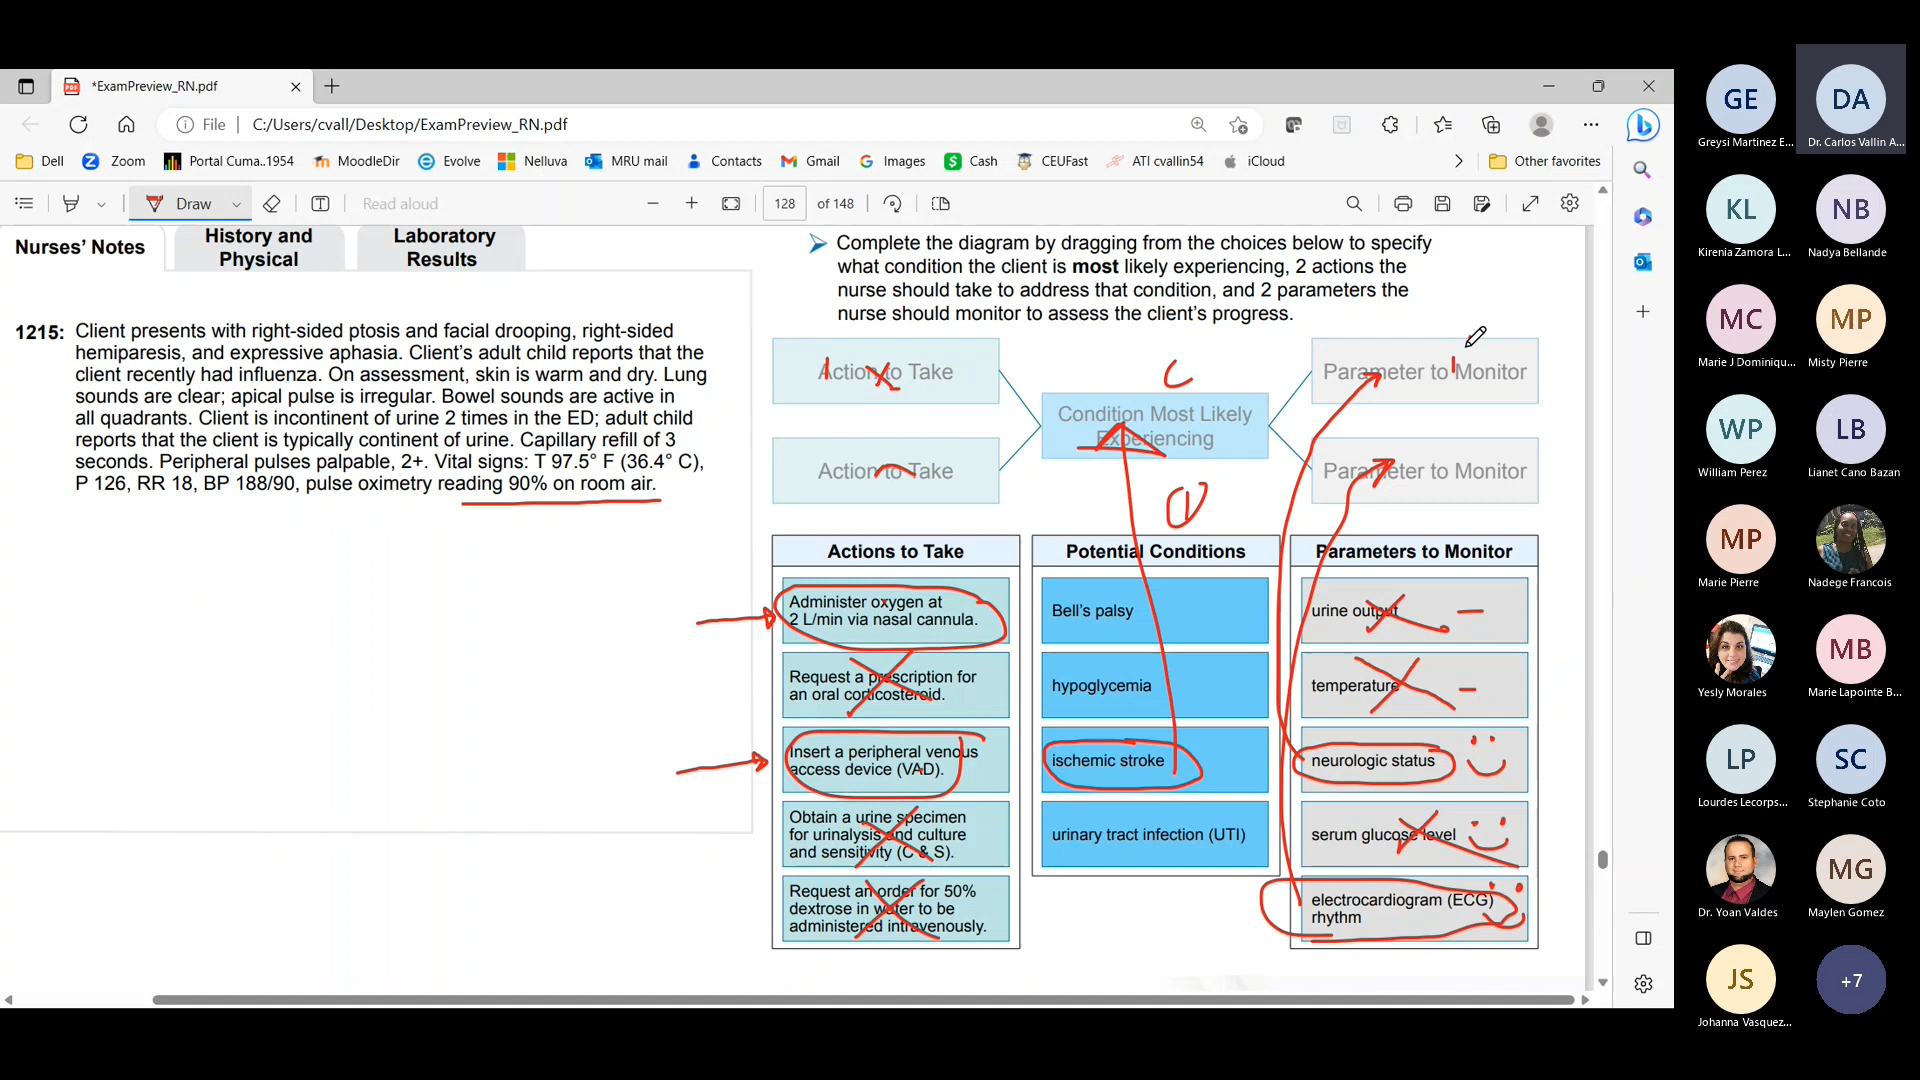 *ExamPreview_RN.pdf
File | C:/Users/cvall/Desktop/ExamPreview_RN.pdf
Dell Zoom Portal Cuma..1954 MoodleDir Evolve Nelluva MRU mail Contacts Gmail Images Cash CEUFast ATI cvallin54 iCloud Other favorites
Draw Read aloud 128 of 148
Nurses' Notes
History and
Physical
Laboratory
Results
1215: Client presents with right-sided ptosis and facial drooping, right-sided
hemiparesis, and expressive aphasia. Client's adult child reports that the
client recently had influenza. On assessment, skin is warm and dry. Lung
sounds are clear; apical pulse is irregular. Bowel sounds are active in
all quadrants. Client is incontinent of urine 2 times in the ED; adult child
reports that the client is typically continent of urine. Capillary refill of 3
seconds. Peripheral pulses palpable, 2+. Vital signs: T 97.5° F (36.4° C),
P 126, RR 18, BP 188/90, pulse oximetry reading 90% on room air.
Complete the diagram by dragging from the choices below to specify
what condition the client is most likely experiencing, 2 actions the
nurse should take to address that condition, and 2 parameters the
nurse should monitor to assess the client's progress.
Action to Take
Action to Take
C
Condition Most Likely
Experiencing
Parameter to Monitor
Parameter to Monitor
Actions to Take
Administer oxygen at
2 L/min via nasal cannula.
Request a prescription for
an oral corticosteroid.
Insert a peripheral venous
access device (VAD).
Obtain a urine specimen
for urinalysis and culture
and sensitivity (C & S).
Request an order for 50%
dextrose in water to be
administered intravenously.
Potential Conditions
Bell's palsy
hypoglycemia
ischemic stroke
urinary tract infection (UTI)
Parameters to Monitor
urine output
temperature
neurologic status
serum glucose level
electrocardiogram (ECG)
rhythm
GE
Greysi Martinez E...
DA
Dr. Carlos Vallin A...
KL
Kirenia Zamora L...
NB
Nadya Bellande
MC
Marie J Dominiqu...
MP
Misty Pierre
WP
William Perez
LB
Lianet Cano Bazan
MP
Marie Pierre
Nadege Francois
Yesly Morales
MB
Marie Lapointe B...
LP
Lourdes Lecorps...
SC
Stephanie Coto
Dr. Yoan Valdes
MG
Maylen Gomez
JS
Johanna Vasquez...
+7